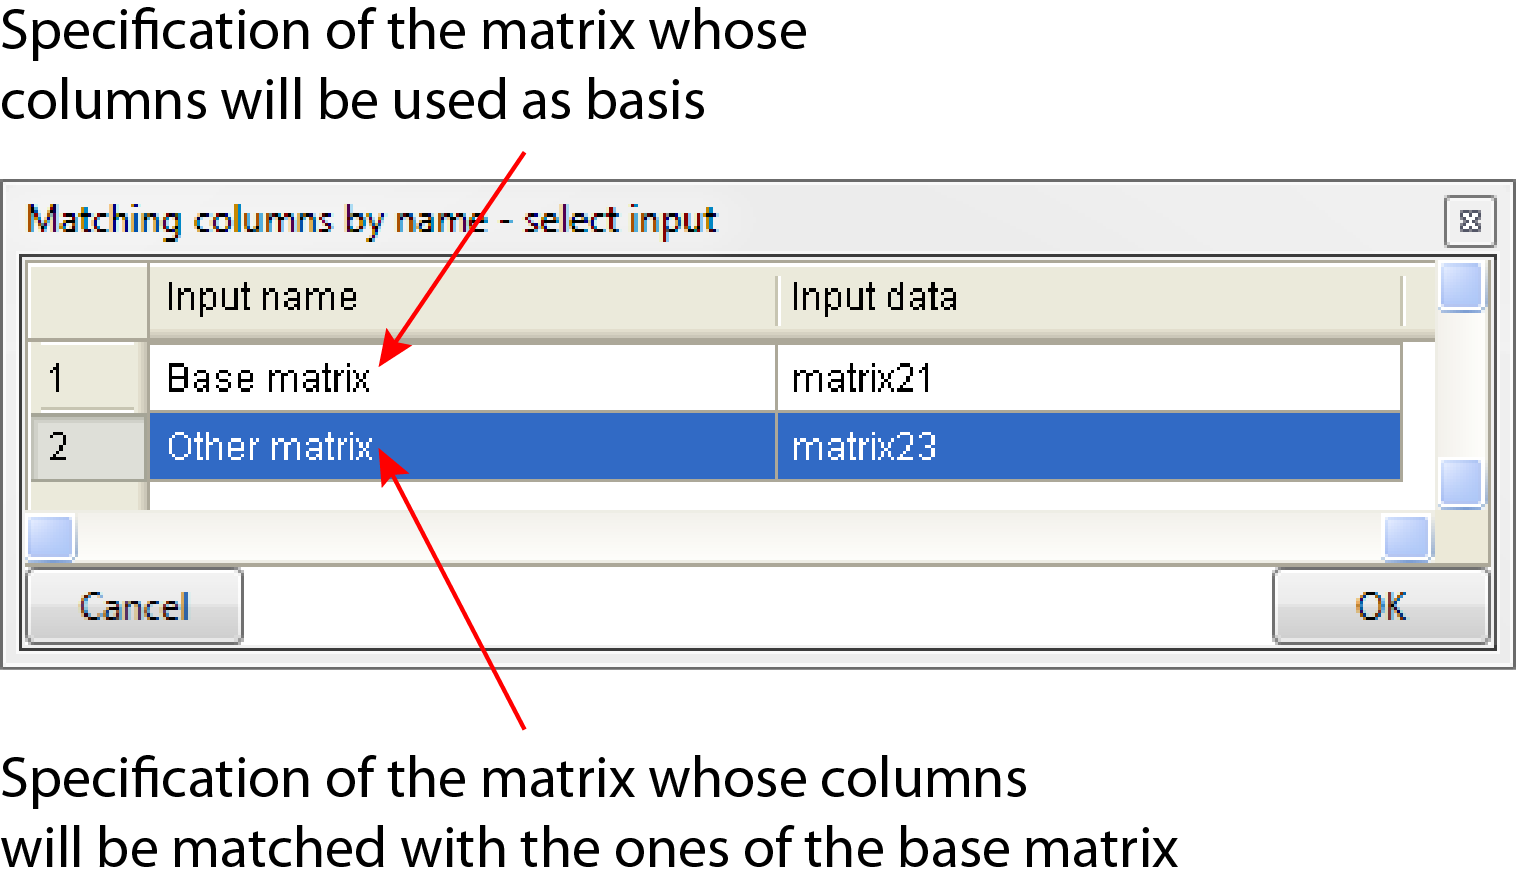 Specification of the matrix whose
columns will be used as basis
Matching columns by name - select input
Input name Input data
1 Base matrix matrix21
2 Other matrix matrix23
Cancel OK
Specification of the matrix whose columns
will be matched with the ones of the base matrix